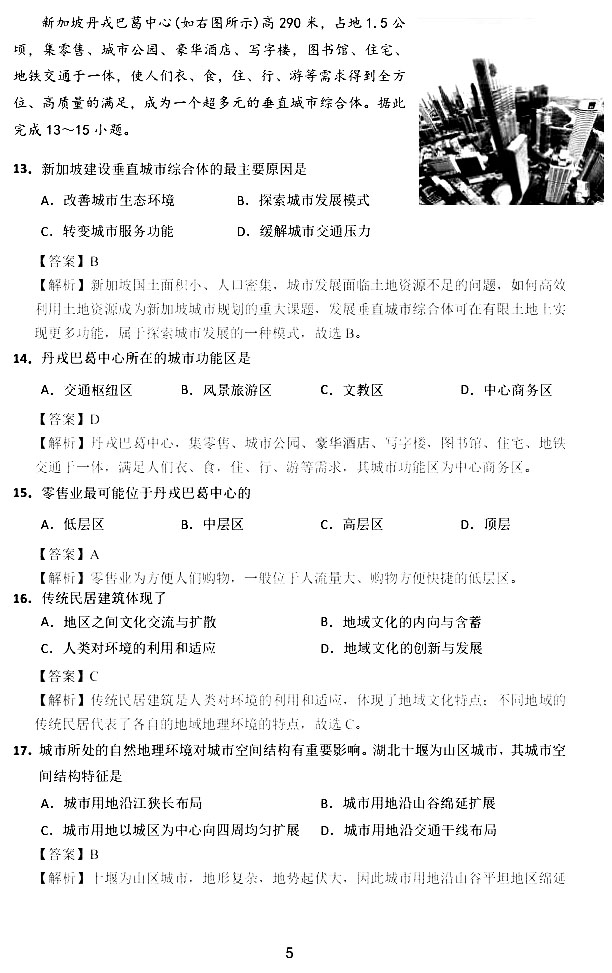 新加坡丹戎巴葛中心(如右图所示)高 290 米，占地 1.5 公
顷，集零售、城市公园、豪华酒店、写字楼，图书馆、住宅、
地铁交通于一体，使人们衣、食，住、行、游等需求得到全方
位、高质量的满足，成为一个超多元的垂直城市综合体。据此
完成 13～15 小题。
13．新加坡建设垂直城市综合体的最主要原因是
A．改善城市生态环境 B．探索城市发展模式
C．转变城市服务功能 D．缓解城市交通压力
【答案】B
【解析】新加坡国土面积小、人口密集，城市发展面临土地资源不足的问题，如何高效
利用土地资源成为新加坡城市规划的重大课题，发展垂直城市综合体可在有限土地上实
现更多功能，属于探索城市发展的一种模式，故选 B。
14．丹戎巴葛中心所在的城市功能区是
A．交通枢纽区 B．风景旅游区 C．文教区 D．中心商务区
【答案】D
【解析】丹戎巴葛中心，集零售、城市公园、豪华酒店、写字楼，图书馆、住宅、地铁
交通于一体，满足人们衣、食，住、行、游等需求，其城市功能区为中心商务区。
15．零售业最可能位于丹戎巴葛中心的
A．低层区 B．中层区 C．高层区 D．顶层
【答案】A
【解析】零售业为方便人们购物，一般位于人流量大、购物方便快捷的低层区。
16．传统民居建筑体现了
A．地区之间文化交流与扩散 B．地域文化的内向与含蓄
C．人类对环境的利用和适应 D．地域文化的创新与发展
【答案】C
【解析】传统民居建筑是人类对环境的利用和适应，体现了地域文化特点；不同地域的
传统民居代表了各自的地域地理环境的特点，故选 C。
17．城市所处的自然地理环境对城市空间结构有重要影响。湖北十堰为山区城市，其城市空
间结构特征是
A．城市用地沿江狭长布局 B．城市用地沿山谷绵延扩展
C．城市用地以城区为中心向四周均匀扩展 D．城市用地沿交通干线布局
【答案】B
【解析】十堰为山区城市，地形复杂，地势起伏大，因此城市用地沿山谷平坦地区绵延
5